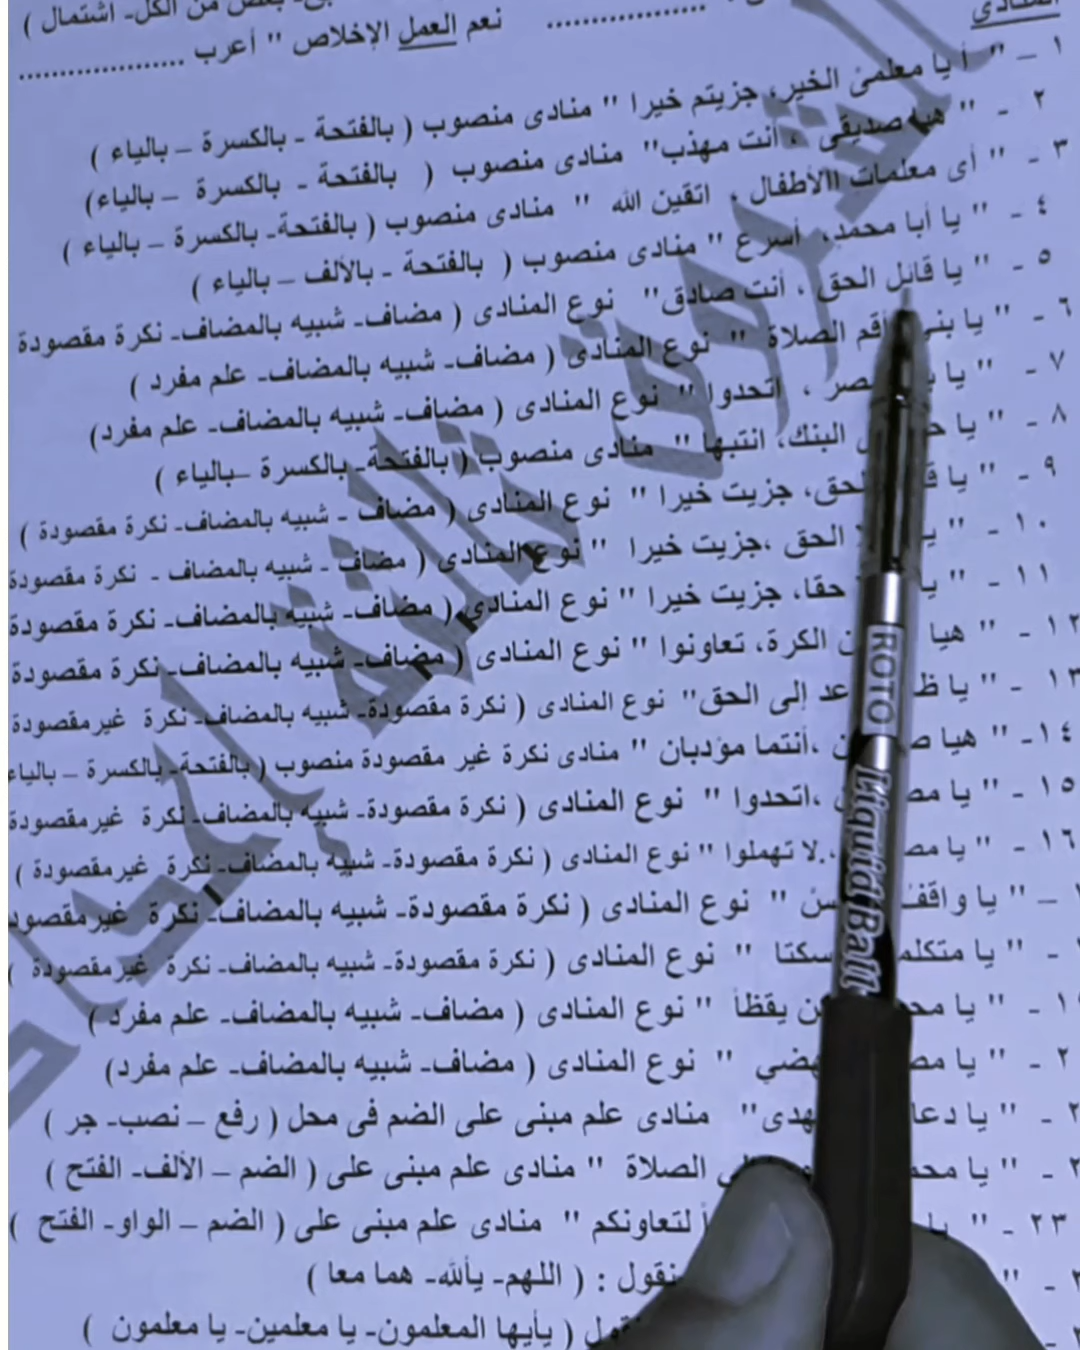 بعض من الكل- اشتمال )
المنادى
نعم العمل الإخلاص " أعرب ....................
١ – " أيا معلمى الخير، جزيتم خيرا " منادى منصوب ( بالفتحة - بالكسرة – بالياء )
٢ - " هيا صديقى ، أنت مهذب" منادى منصوب ( بالفتحة - بالكسرة – بالياء)
٣ - " أى معلمات الأطفال ، اتقين الله " منادى منصوب ( بالفتحة- بالكسرة – بالياء )
٤ - " يا أبا محمد، أسرع " منادى منصوب ( بالفتحة - بالألف – بالياء )
٥ - " يا قائل الحق ، أنت صادق" نوع المنادى ( مضاف- شبيه بالمضاف- نكرة مقصودة
٦ - " يا بنى أقم الصلاة " نوع المنادى ( مضاف- شبيه بالمضاف- علم مفرد )
٧ - " يا مصر ، اتحدوا " نوع المنادى ( مضاف- شبيه بالمضاف- علم مفرد)
٨ - " يا البنك، انتبها " منادى منصوب ( بالفتحة- بالكسرة –بالياء )
٩ - " يا الحق، جزيت خيرا " نوع المنادى ( مضاف - شبيه بالمضاف- نكرة مقصودة )
١٠ - " يا الحق ،جزيت خيرا " نوع المنادى ( مضاف - شبيه بالمضاف - نكرة مقصودة
١١ - " يا حقا، جزيت خيرا " نوع المنادى ( مضاف- شبيه بالمضاف- نكرة مقصودة
١٢ - " هيا الكرة، تعاونوا " نوع المنادى ( مضاف- شبيه بالمضاف- نكرة مقصودة
١٣ - " يا عد إلى الحق" نوع المنادى ( نكرة مقصودة- شبيه بالمضاف- نكرة غيرمقصودة
١٤ - " هيا ،أنتما مؤدبان " منادى نكرة غير مقصودة منصوب ( بالفتحة- بالكسرة – بالياء
١٥ - " يا ،اتحدوا " نوع المنادى ( نكرة مقصودة- شبيه بالمضاف- نكرة غيرمقصودة
١٦ - " يا ،.لا تهملوا " نوع المنادى ( نكرة مقصودة- شبيه بالمضاف- نكرة غيرمقصودة )
– " يا واقف " نوع المنادى ( نكرة مقصودة- شبيه بالمضاف- نكرة غيرمقصود
- " يا اسكتا " نوع المنادى ( نكرة مقصودة- شبيه بالمضاف- نكرة غيرمقصودة )
- " يا يقظاً " نوع المنادى ( مضاف- شبيه بالمضاف- علم مفرد )
- " يا " نوع المنادى ( مضاف- شبيه بالمضاف- علم مفرد)
- " يا " منادى علم مبنى على الضم فى محل ( رفع – نصب- جر )
- " يا الصلاة " منادى علم مبنى على ( الضم – الألف- الفتح )
٢٣ - " يا لتعاونكم " منادى علم مبنى على ( الضم – الواو- الفتح )
- " نقول : ( اللهم- يألله- هما معا )
نقول ( يأيها المعلمون- يا معلمين- يا معلمون )
ROTO
Liquid Ball